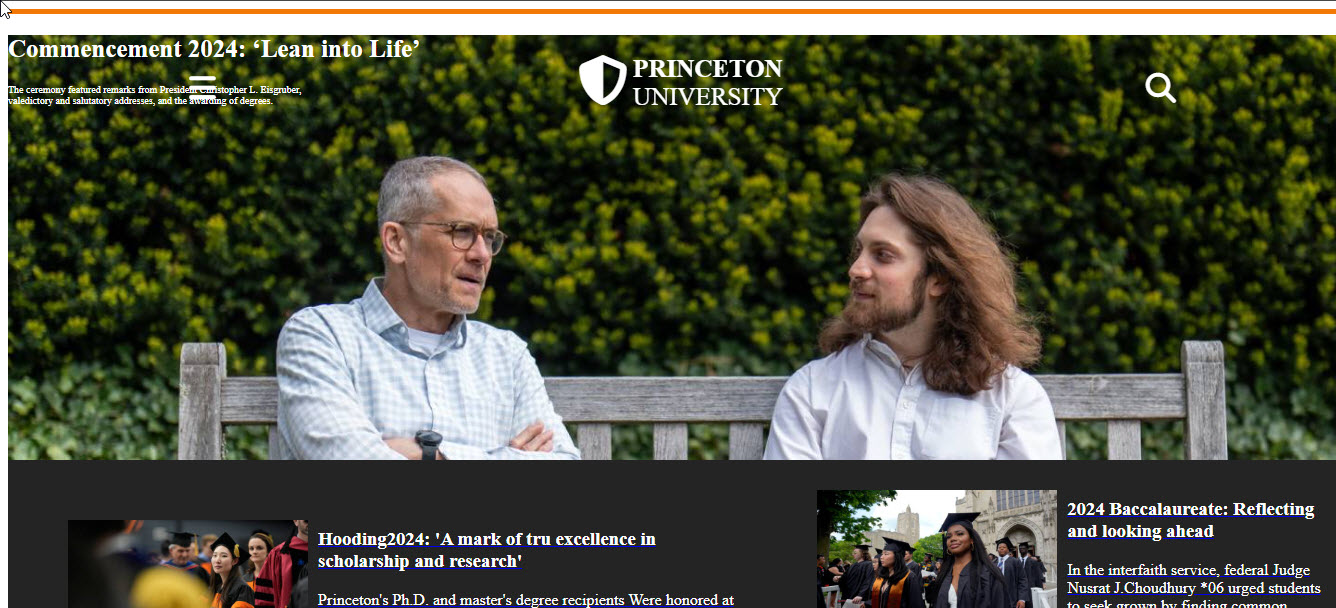 Commencement 2024: ‘Lean into Life’
The ceremony featured remarks from President Christopher L. Eisgruber,
valedictory and salutatory addresses, and the awarding of degrees.
PRINCETON
UNIVERSITY
Hooding2024: 'A mark of tru excellence in
scholarship and research'
Princeton's Ph.D. and master's degree recipients Were honored at
2024 Baccalaureate: Reflecting
and looking ahead
In the interfaith service, federal Judge
Nusrat J.Choudhury *06 urged students
to seek grown by finding common